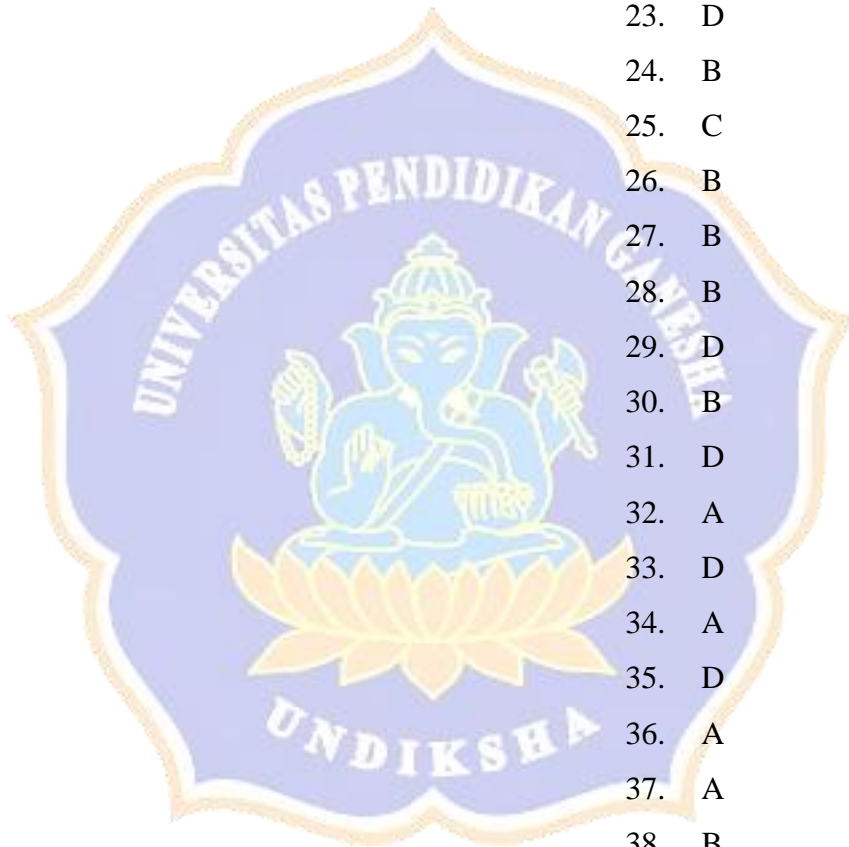 UNIVERSITAS PENDIDIKAN GANESHA
UNDIKSHA
23. D
24. B
25. C
26. B
27. B
28. B
29. D
30. B
31. D
32. A
33. D
34. A
35. D
36. A
37. A
38. B